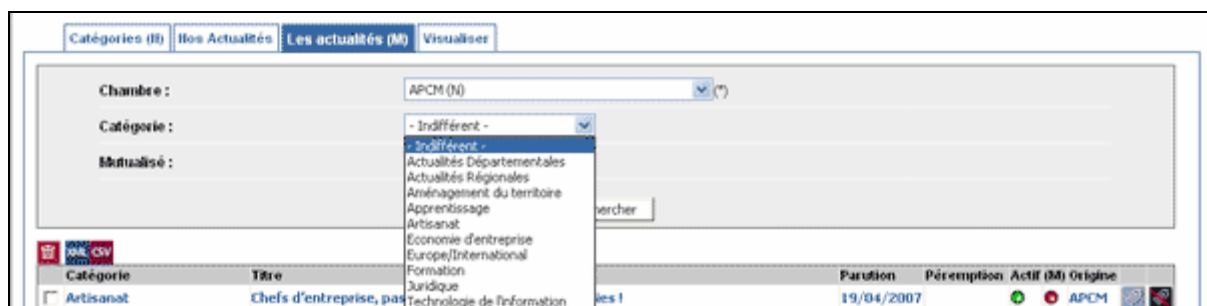 Catégories (N) Nos Actualités Les actualités (M) Visualiser
Chambre : APCM (N) (*)
Catégorie : - Indifférent -
- Indifférent -
Actualités Départementales
Mutualisé :
Actualités Régionales
Aménagement du territoire
Apprentissage
hercher
Artisanat
Economie d'entreprise
Europe/International
XML CSV
Formation
Catégorie Titre Parution Péremption Actif (M) Origine
Juridique
Artisanat Chefs d'entreprise, pas ies ! 19/04/2007 APCM
Technologie de l'information